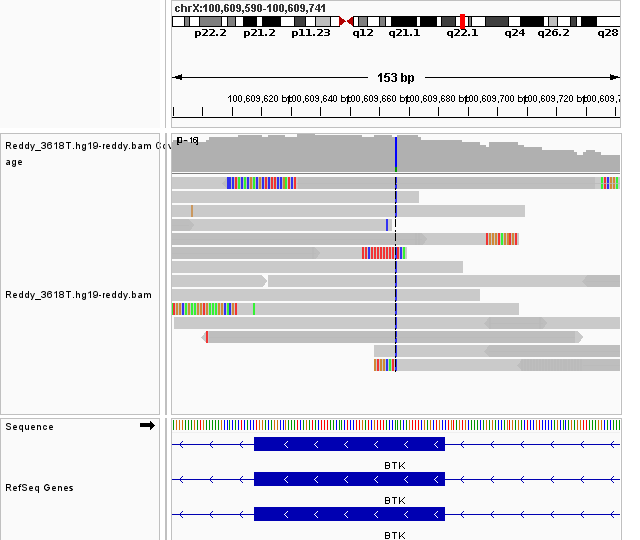 chrX:100,609,590-100,609,741
p22.2 p21.2 p11.23 q12 q21.1 q22.1 q24 q26.2 q28
153 bp
100,609,620 bp 100,609,640 bp 100,609,660 bp 100,609,680 bp 100,609,700 bp 100,609,720 bp 100,609,7
Reddy_3618T.hg19-reddy.bam Co
age
[0-16]
Reddy_3618T.hg19-reddy.bam
Sequence
BTK
RefSeq Genes
BTK
BTK